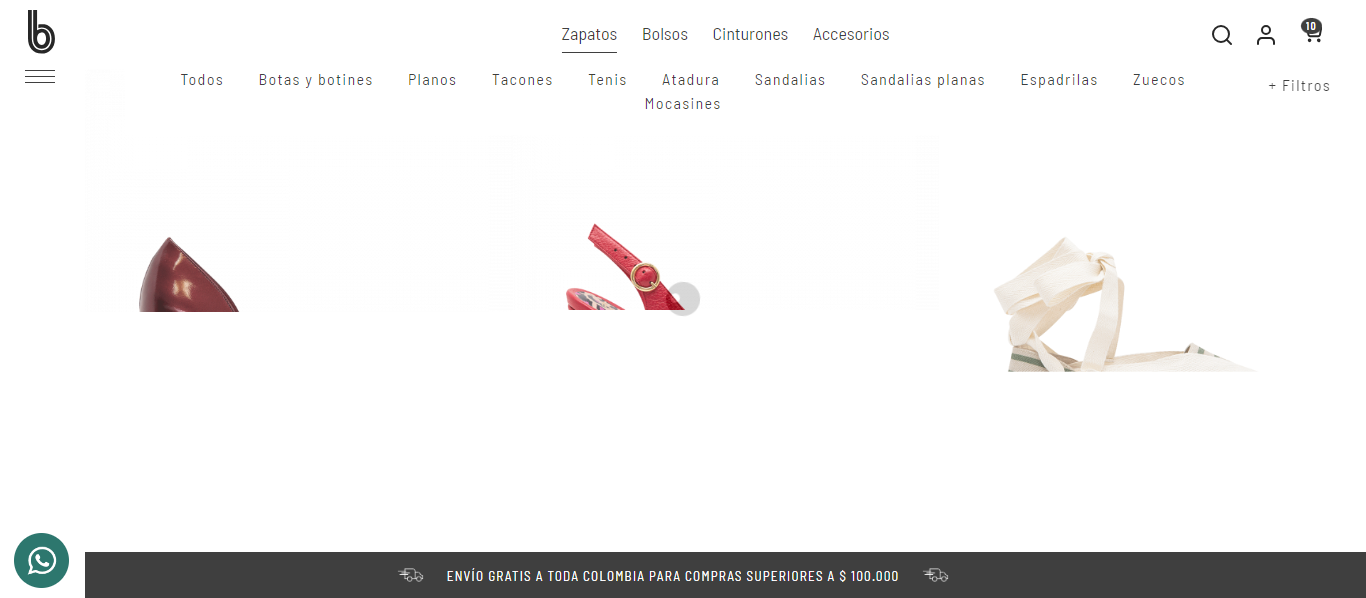 b
Zapatos Bolsos Cinturones Accesorios
10
Todos Botas y botines Planos Tacones Tenis Atadura Sandalias Sandalias planas Espadrilas Zuecos
Mocasines
+ Filtros
ENVÍO GRATIS A TODA COLOMBIA PARA COMPRAS SUPERIORES A $ 100.000